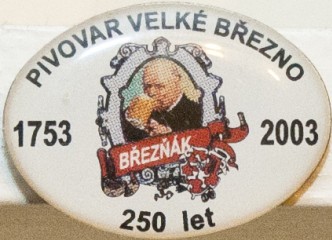 PIVOVAR VELKÉ BŘEZNO
1753
2003
BŘEZŇÁK
250 let